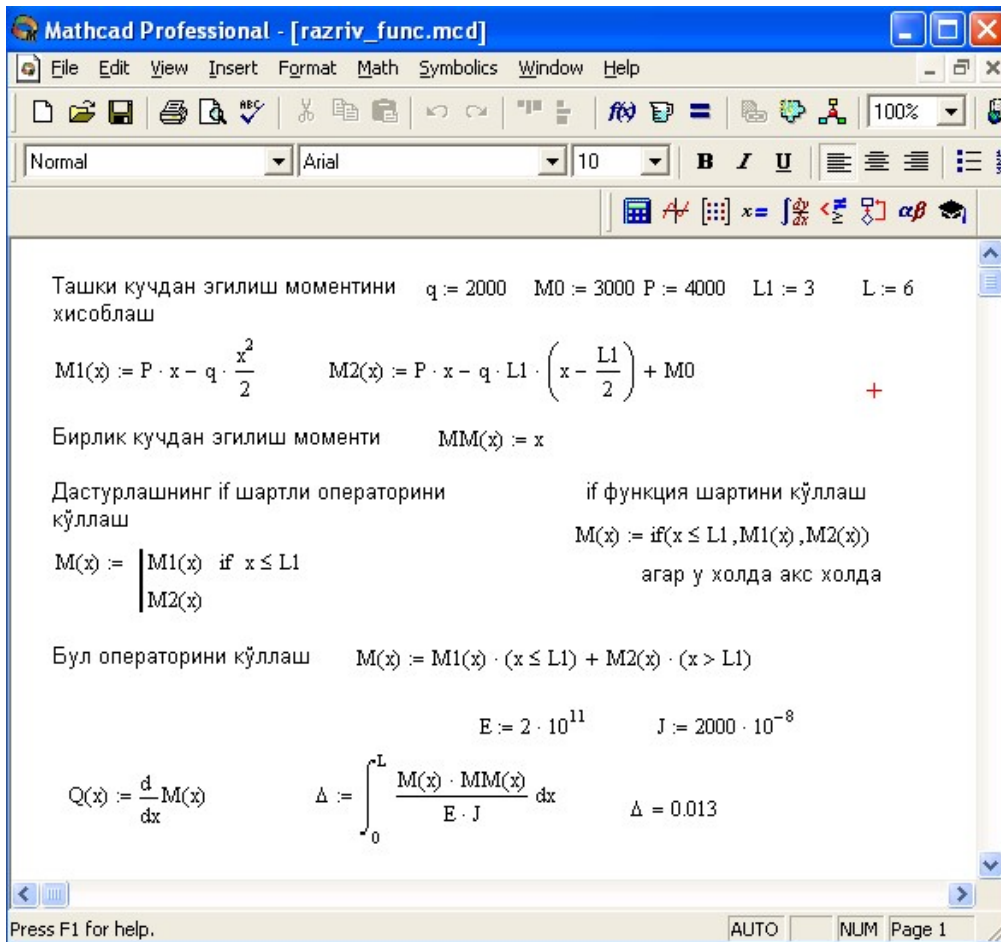 Mathcad Professional - [razriv_func.mcd]
File Edit View Insert Format Math Symbolics Window Help
100%
Normal Arial 10 B I U
Ташки кучдан эгилиш моментини хисоблаш
q := 2000 M0 := 3000 P := 4000 L1 := 3 L := 6
M1(x) := P · x − q · x²/2 M2(x) := P · x − q · L1 · (x − L1/2) + M0
Бирлик кучдан эгилиш моменти MM(x) := x
Дастурлашнинг if шартли операторини кўллаш
if функция шартини кўллаш
M(x) := if(x ≤ L1 ,M1(x) ,M2(x))
агар у холда акс холда
M(x) := | M1(x) if x ≤ L1
| M2(x)
Бул операторини кўллаш M(x) := M1(x) · (x ≤ L1) + M2(x) · (x > L1)
E := 2 · 10¹¹ J := 2000 · 10⁻⁸
Q(x) := d/dx M(x) Δ := ∫₀ᴸ M(x) · MM(x) / E · J dx Δ = 0.013
Press F1 for help. AUTO NUM Page 1